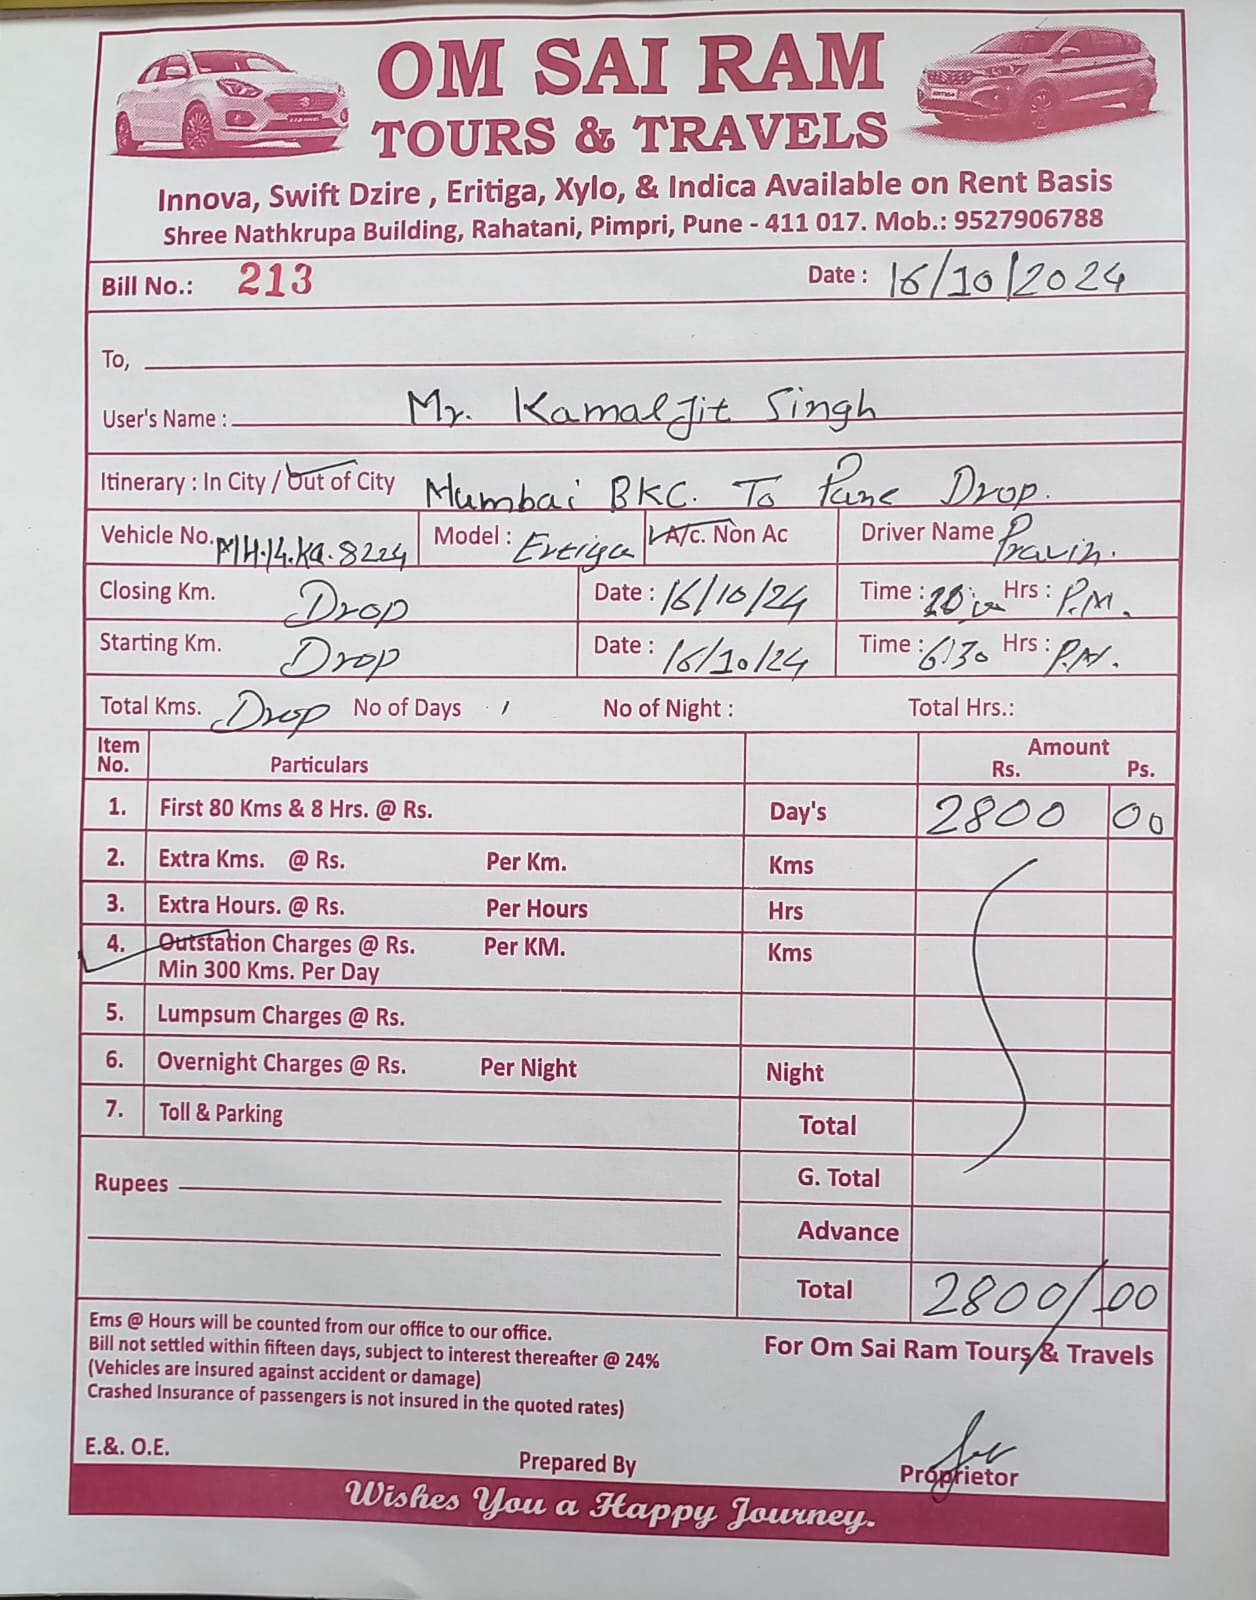 OM SAI RAM
TOURS & TRAVELS
Innova, Swift Dzire , Eritiga, Xylo, & Indica Available on Rent Basis
Shree Nathkrupa Building, Rahatani, Pimpri, Pune - 411 017. Mob.: 9527906788
Bill No.: 213 Date : 16/10/2024
To,
User's Name : Mr. Kamaljit Singh
Itinerary : In City / Out of City Mumbai BKC. To Pune Drop.
Vehicle No. MH.14.KQ.8224 Model : Ertiga A/c. Non Ac Driver Name Pravin.
Closing Km. Drop Date : 16/10/24 Time : Hrs : P.M.
Starting Km. Drop Date : 16/10/24 Time : 6:30 Hrs : P.M.
Total Kms. Drop No of Days 1 No of Night : Total Hrs.:
Item No. Particulars Amount Rs. Ps.
1. First 80 Kms & 8 Hrs. @ Rs. Day's 2800 00
2. Extra Kms. @ Rs. Per Km. Kms
3. Extra Hours. @ Rs. Per Hours Hrs
4. Outstation Charges @ Rs. Per KM. Kms
Min 300 Kms. Per Day
5. Lumpsum Charges @ Rs.
6. Overnight Charges @ Rs. Per Night Night
7. Toll & Parking Total
Rupees G. Total
Advance
Total 2800/.00
Ems @ Hours will be counted from our office to our office.
Bill not settled within fifteen days, subject to interest thereafter @ 24%
(Vehicles are insured against accident or damage)
Crashed Insurance of passengers is not insured in the quoted rates)
For Om Sai Ram Tours & Travels
E.&. O.E. Prepared By Proprietor
Wishes You a Happy Journey.